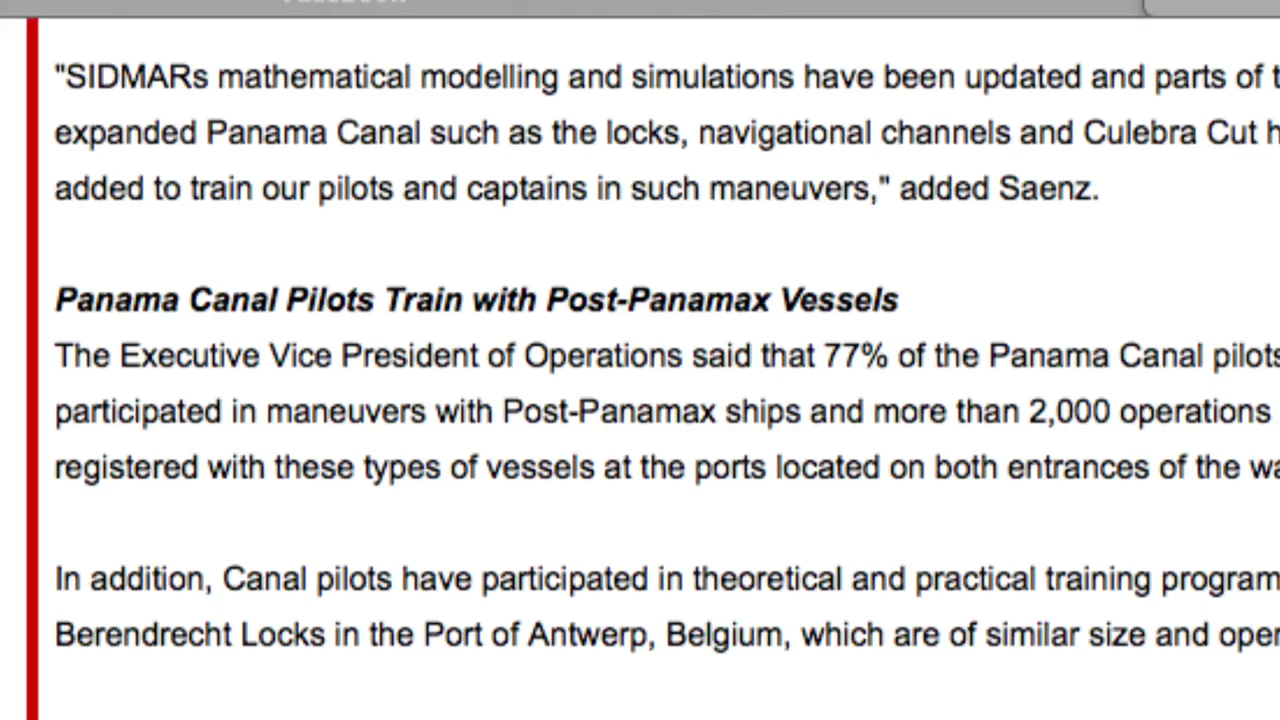 "SIDMARs mathematical modelling and simulations have been updated and parts of
expanded Panama Canal such as the locks, navigational channels and Culebra Cut
added to train our pilots and captains in such maneuvers," added Saenz.
Panama Canal Pilots Train with Post-Panamax Vessels
The Executive Vice President of Operations said that 77% of the Panama Canal pilots
participated in maneuvers with Post-Panamax ships and more than 2,000 operations
registered with these types of vessels at the ports located on both entrances of the
In addition, Canal pilots have participated in theoretical and practical training program
Berendrecht Locks in the Port of Antwerp, Belgium, which are of similar size and